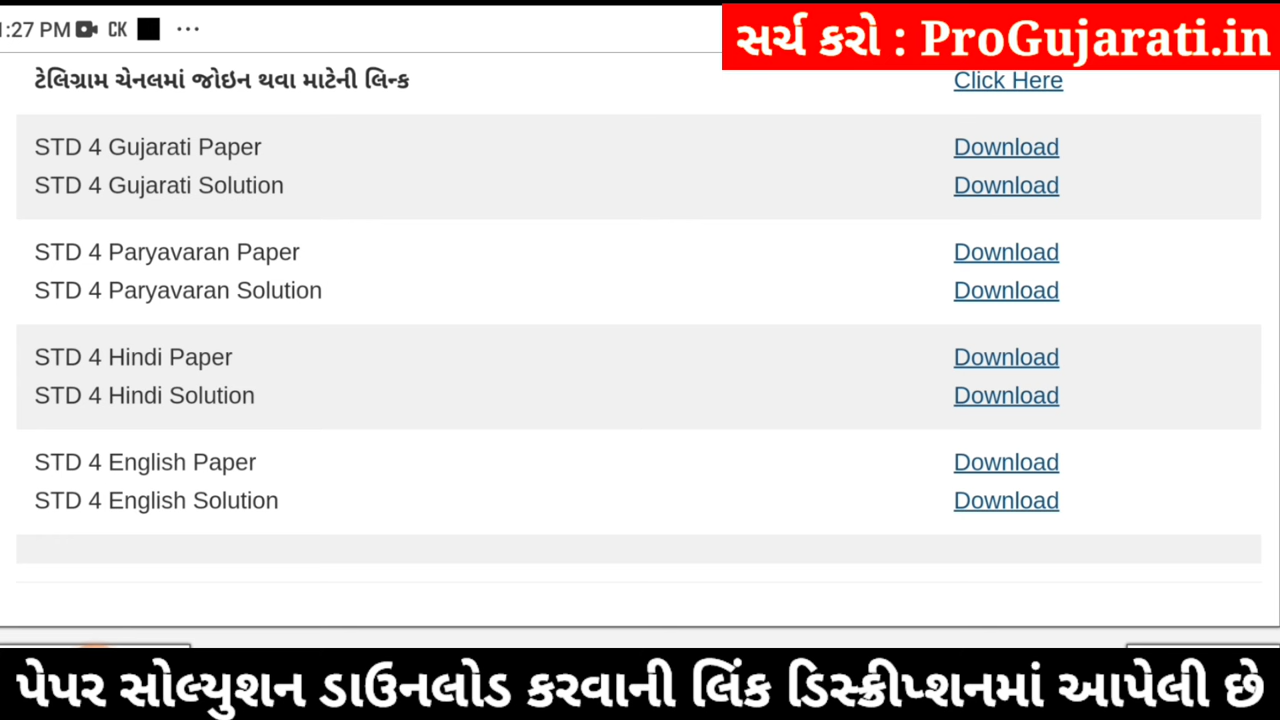 :27 PM CK ...
સર્ચ કરો : ProGujarati.in
ટેલિગ્રામ ચેનલમાં જોઇન થવા માટેની લિન્ક Click Here
STD 4 Gujarati Paper Download
STD 4 Gujarati Solution Download
STD 4 Paryavaran Paper Download
STD 4 Paryavaran Solution Download
STD 4 Hindi Paper Download
STD 4 Hindi Solution Download
STD 4 English Paper Download
STD 4 English Solution Download
પેપર સોલ્યુશન ડાઉનલોડ કરવાની લિંક ડિસ્ક્રીપ્શનમાં આપેલી છે